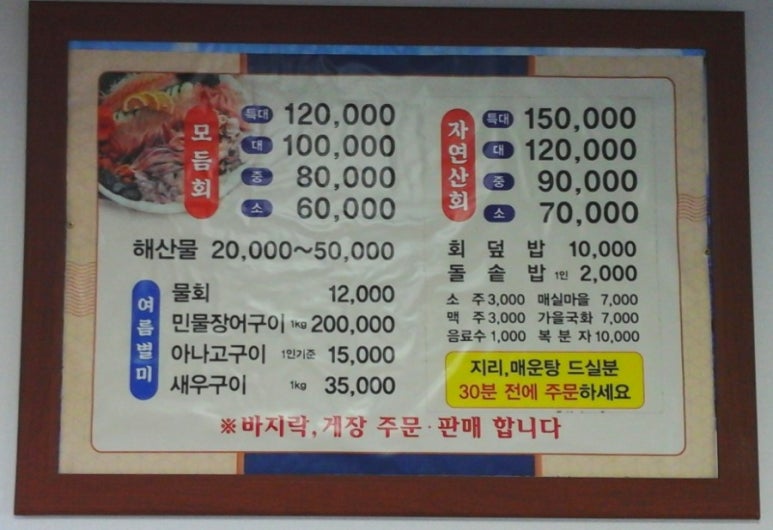 모듬회
특대 120,000
대 100,000
중 80,000
소 60,000
해산물 20,000~50,000
여름별미
물회 12,000
민물장어구이 1kg 200,000
아나고구이 1인기준 15,000
새우구이 1kg 35,000
자연산회
특대 150,000
대 120,000
중 90,000
소 70,000
회덮밥 10,000
돌솥밥 1인 2,000
소주 3,000 매실마을 7,000
맥주 3,000 가을국화 7,000
음료수 1,000 복분자 10,000
지리,매운탕 드실분
30분 전에 주문하세요
※바지락,게장 주문·판매 합니다